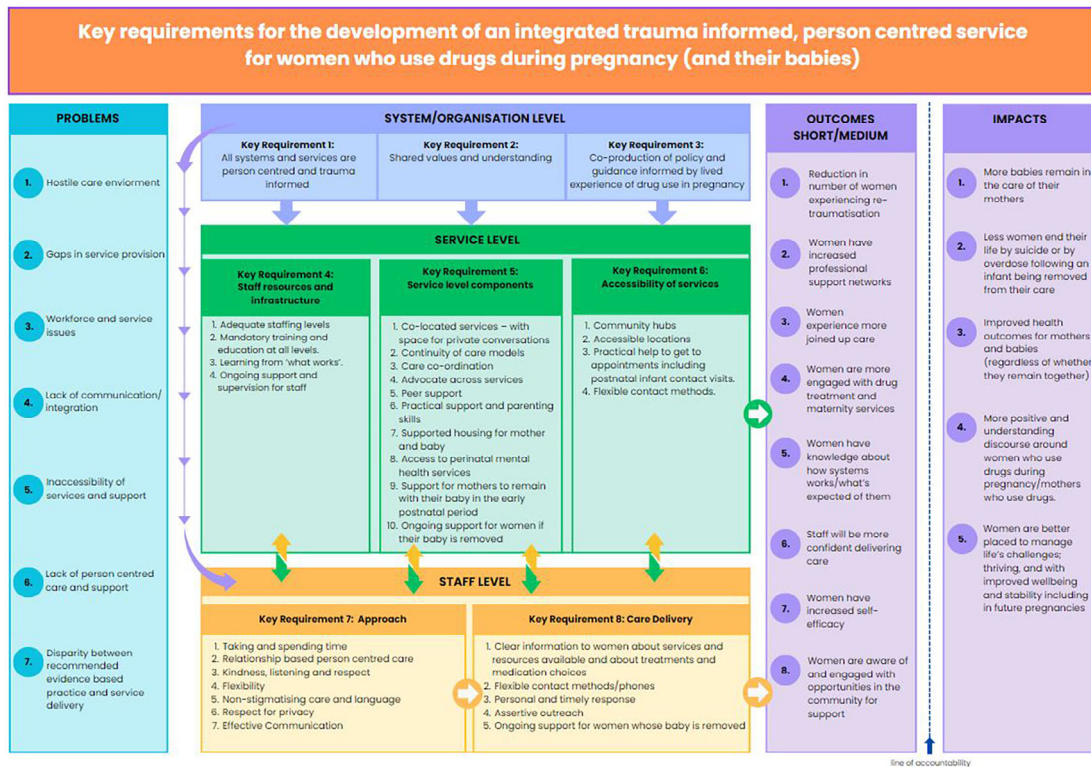 Key requirements for the development of an integrated trauma informed, person centred service
for women who use drugs during pregnancy (and their babies)
PROBLEMS
1. Hostile care enviorment
2. Gaps in service provision
3. Workforce and service
issues
4. Lack of communication/
integration
5. Inaccessibility of
services and support
6. Lack of person centred
care and support
7. Disparity between
recommended
evidence based
practice and service
delivery
SYSTEM/ORGANISATION LEVEL
Key Requirement 1:
All systems and services are
person centred and trauma
informed
Key Requirement 2:
Shared values and understanding
Key Requirement 3:
Co-production of policy and
guidance informed by lived
experience of drug use in pregnancy
SERVICE LEVEL
Key Requirement 4:
Staff resources and
infrastructure
1. Adequate staffing levels
2. Mandatory training and
education at all levels.
3. Learning from 'what works'.
4. Ongoing support and
supervision for staff
Key Requirement 5:
Service level components
1. Co-located services – with
space for private conversations
2. Continuity of care models
3. Care co-ordination
4. Advocate across services
5. Peer support
6. Practical support and parenting
skills
7. Supported housing for mother
and baby
8. Access to perinatal mental
health services
9. Support for mothers to remain
with their baby in the early
postnatal period
10. Ongoing support for women if
their baby is removed
Key Requirement 6:
Accessibility of services
1. Community hubs
2. Accessible locations
3. Practical help to get to
appointments including
postnatal infant contact visits.
4. Flexible contact methods.
STAFF LEVEL
Key Requirement 7: Approach
1. Taking and spending time
2. Relationship based person centred care
3. Kindness, listening and respect
4. Flexibility
5. Non-stigmatising care and language
6. Respect for privacy
7. Effective Communication
Key Requirement 8: Care Delivery
1. Clear information to women about services and
resources available and about treatments and
medication choices
2. Flexible contact methods/phones
3. Personal and timely response
4. Assertive outreach
5. Ongoing support for women whose baby is removed
OUTCOMES
SHORT/MEDIUM
1. Reduction in
number of women
experiencing re-
traumatisation
2. Women have
increased
professional
support networks
3. Women
experience more
joined up care
4. Women are more
engaged with drug
treatment and
maternity services
5. Women have
knowledge about
how systems
works/what's
expected of them
6. Staff will be more
confident delivering
care
7. Women have
increased self-
efficacy
8. Women are aware of
and engaged with
opportunities in the
community for
support
IMPACTS
1. More babies remain in
the care of their
mothers
2. Less women end their
life by suicide or by
overdose following an
infant being removed
from their care
3. Improved health
outcomes for mothers
and babies
(regardless of whether
they remain together)
4. More positive and
understanding
discourse around
women who use
drugs during
pregnancy/mothers
who use drugs.
5. Women are better
placed to manage
life's challenges;
thriving, and with
improved wellbeing
and stability including
in future pregnancies
line of accountability